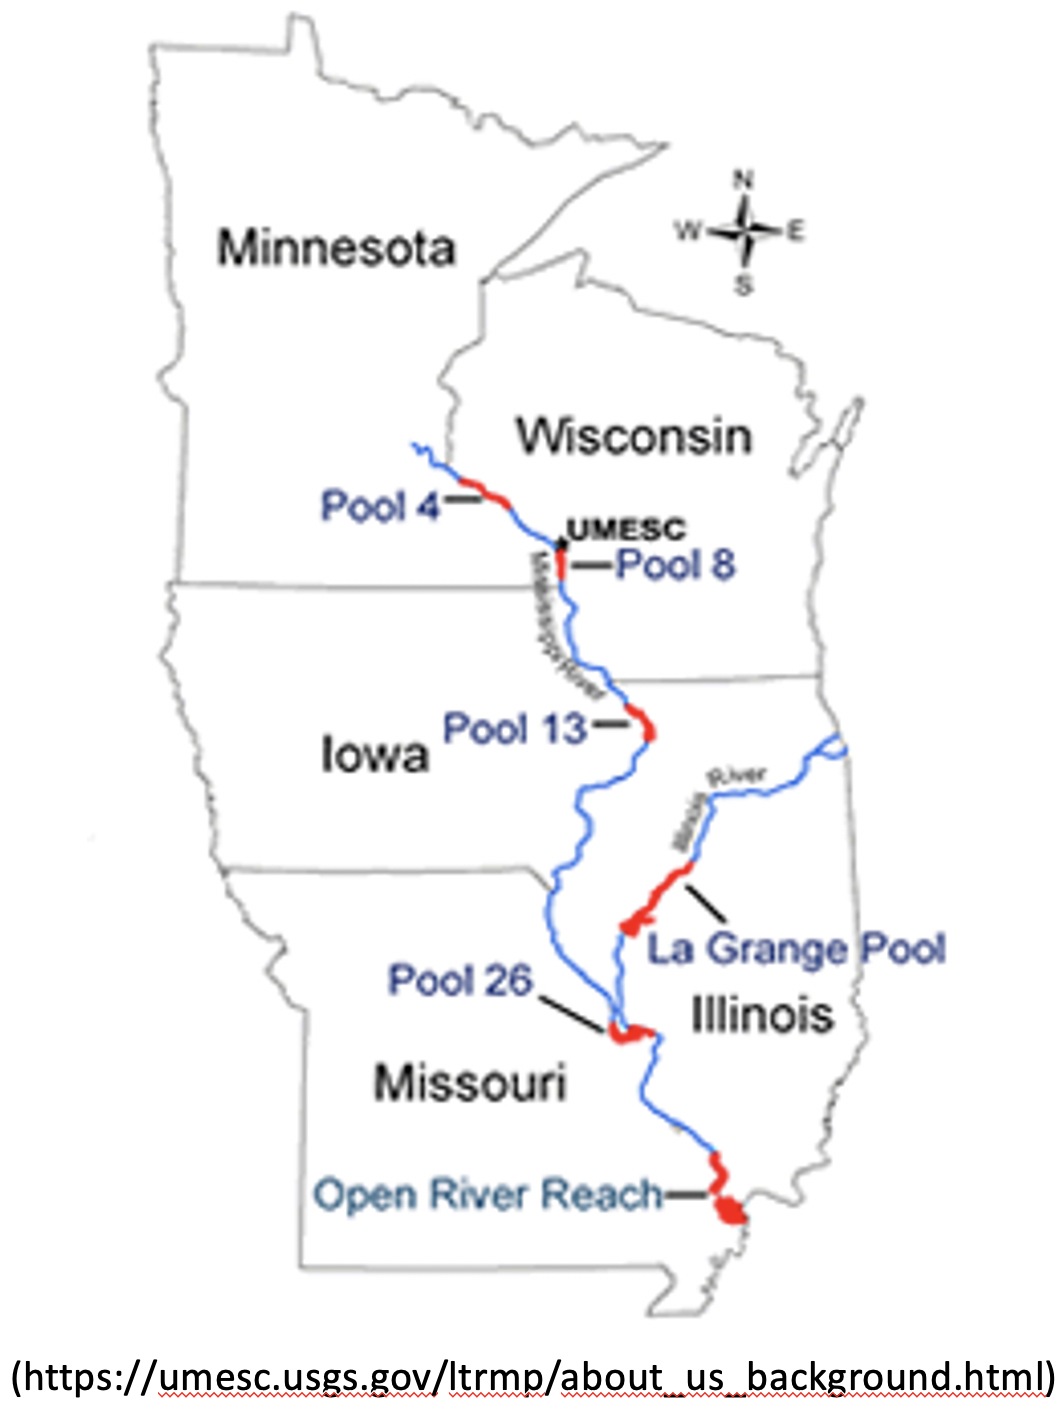 N
W
E
S
Minnesota
Wisconsin
Pool 4
UMESC
Pool 8
Mississippi River
Pool 13
Iowa
Illinois River
La Grange Pool
Pool 26
Illinois
Missouri
Open River Reach
(https://umesc.usgs.gov/ltrmp/about_us_background.html)